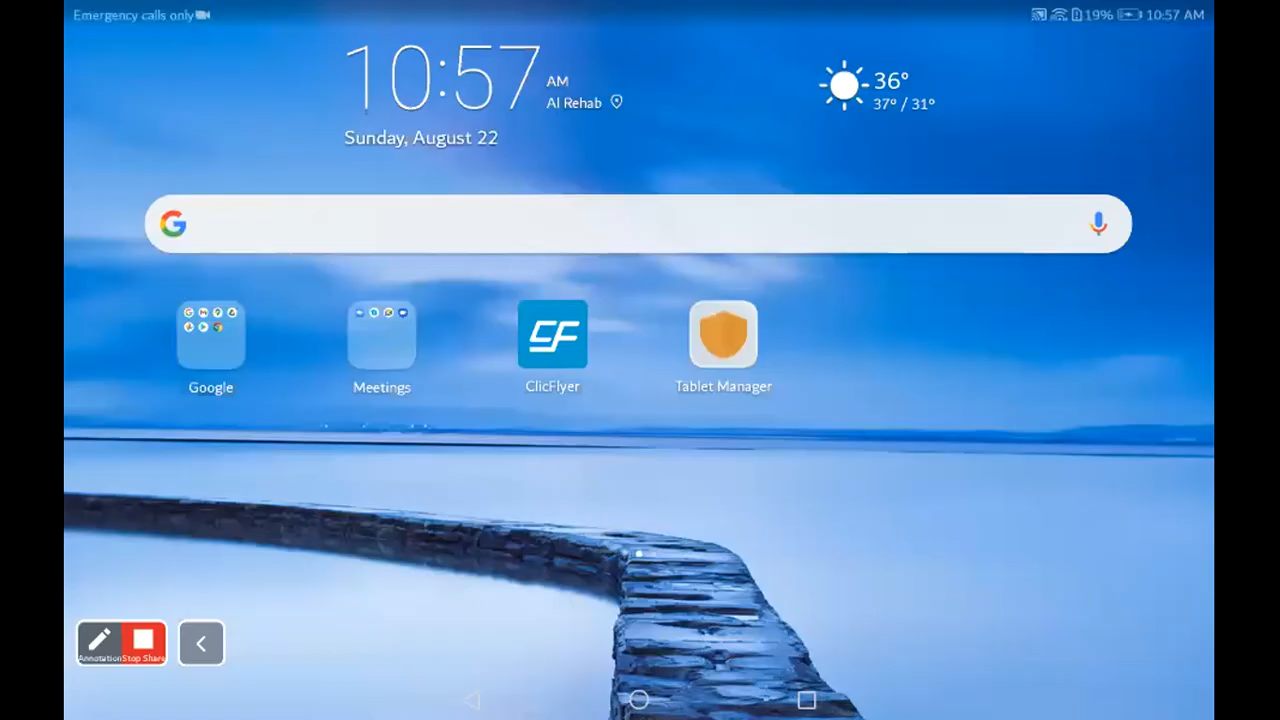 Emergency calls only
19% 10:57 AM
10:57 AM
Al Rehab
Sunday, August 22
36°
37° / 31°
Google
Meetings
CF
ClicFlyer
Tablet Manager
Annotation Stop Share